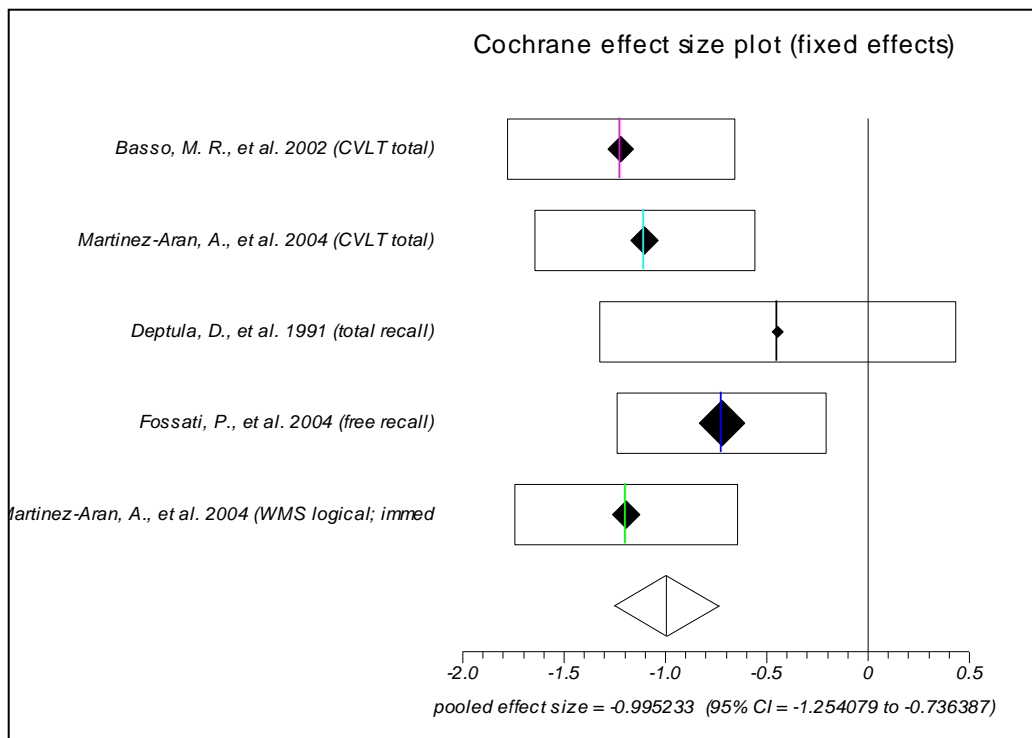 Cochrane effect size plot (fixed effects)
Basso, M. R., et al. 2002 (CVLT total)
Martinez-Aran, A., et al. 2004 (CVLT total)
Deptula, D., et al. 1991 (total recall)
Fossati, P., et al. 2004 (free recall)
Martinez-Aran, A., et al. 2004 (WMS logical; immed
-2.0 -1.5 -1.0 -0.5 0 0.5
pooled effect size = -0.995233 (95% CI = -1.254079 to -0.736387)